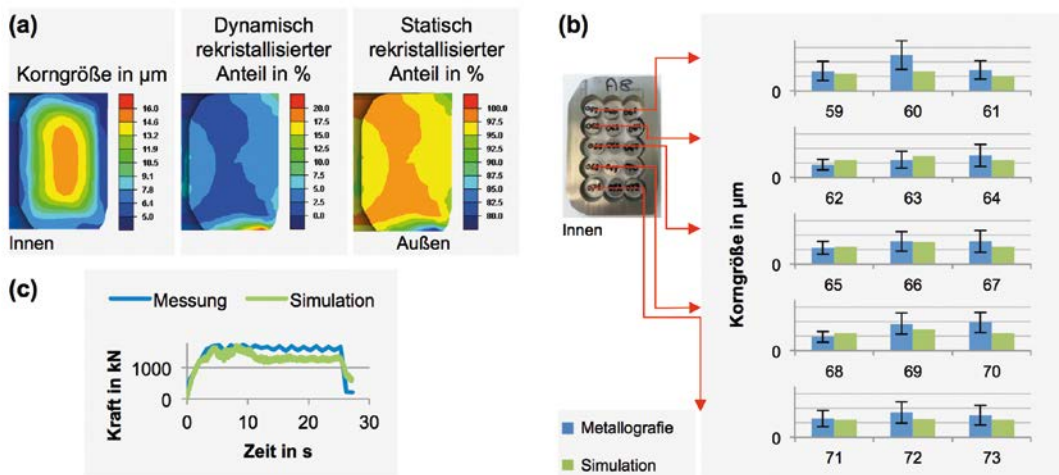 (a)
Korngröße in µm
Dynamisch
rekristallisierter
Anteil in %
Statisch
rekristallisierter
Anteil in %
16.0
14.6
13.2
11.9
10.5
9.1
7.8
6.4
5.0
20.0
17.5
15.0
12.5
10.0
7.5
5.0
2.5
0.0
100.0
97.5
95.0
92.5
90.0
87.5
85.0
82.5
80.0
Innen
Außen
(b)
A8
Innen
Korngröße in µm
0
59 60 61
0
62 63 64
0
65 66 67
0
68 69 70
0
71 72 73
Metallografie
Simulation
(c)
Messung Simulation
Kraft in kN
1000
0
0 10 20 30
Zeit in s